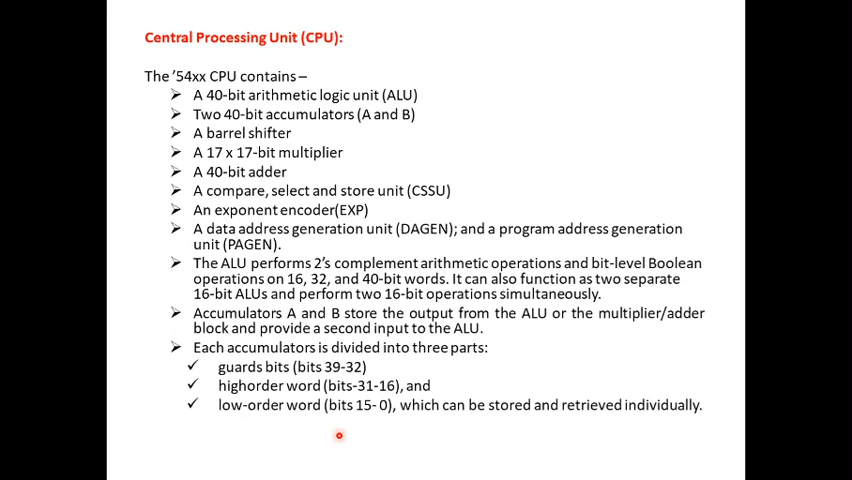 Central Processing Unit (CPU):
The ’54xx CPU contains –
➢ A 40-bit arithmetic logic unit (ALU)
➢ Two 40-bit accumulators (A and B)
➢ A barrel shifter
➢ A 17 x 17-bit multiplier
➢ A 40-bit adder
➢ A compare, select and store unit (CSSU)
➢ An exponent encoder(EXP)
➢ A data address generation unit (DAGEN); and a program address generation
unit (PAGEN).
➢ The ALU performs 2’s complement arithmetic operations and bit-level Boolean
operations on 16, 32, and 40-bit words. It can also function as two separate
16-bit ALUs and perform two 16-bit operations simultaneously.
➢ Accumulators A and B store the output from the ALU or the multiplier/adder
block and provide a second input to the ALU.
➢ Each accumulators is divided into three parts:
✓ guards bits (bits 39-32)
✓ highorder word (bits-31-16), and
✓ low-order word (bits 15- 0), which can be stored and retrieved individually.